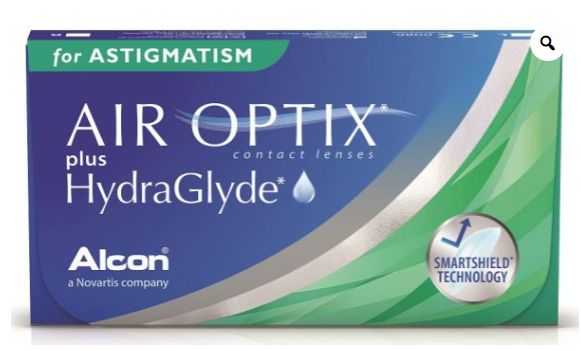 for ASTIGMATISM
AIR OPTIX*
contact lenses
plus
HydraGlyde*
Alcon®
a Novartis company
SMARTSHIELD*
TECHNOLOGY